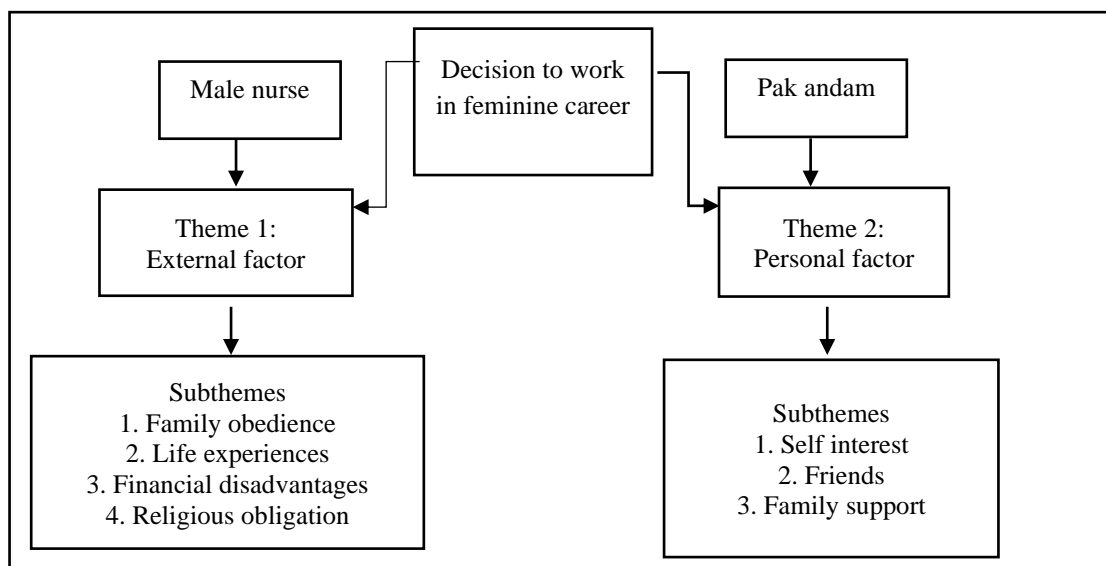 Male nurse
Decision to work
in feminine career
Pak andam
Theme 1:
External factor
Theme 2:
Personal factor
Subthemes
1. Family obedience
2. Life experiences
3. Financial disadvantages
4. Religious obligation
Subthemes
1. Self interest
2. Friends
3. Family support